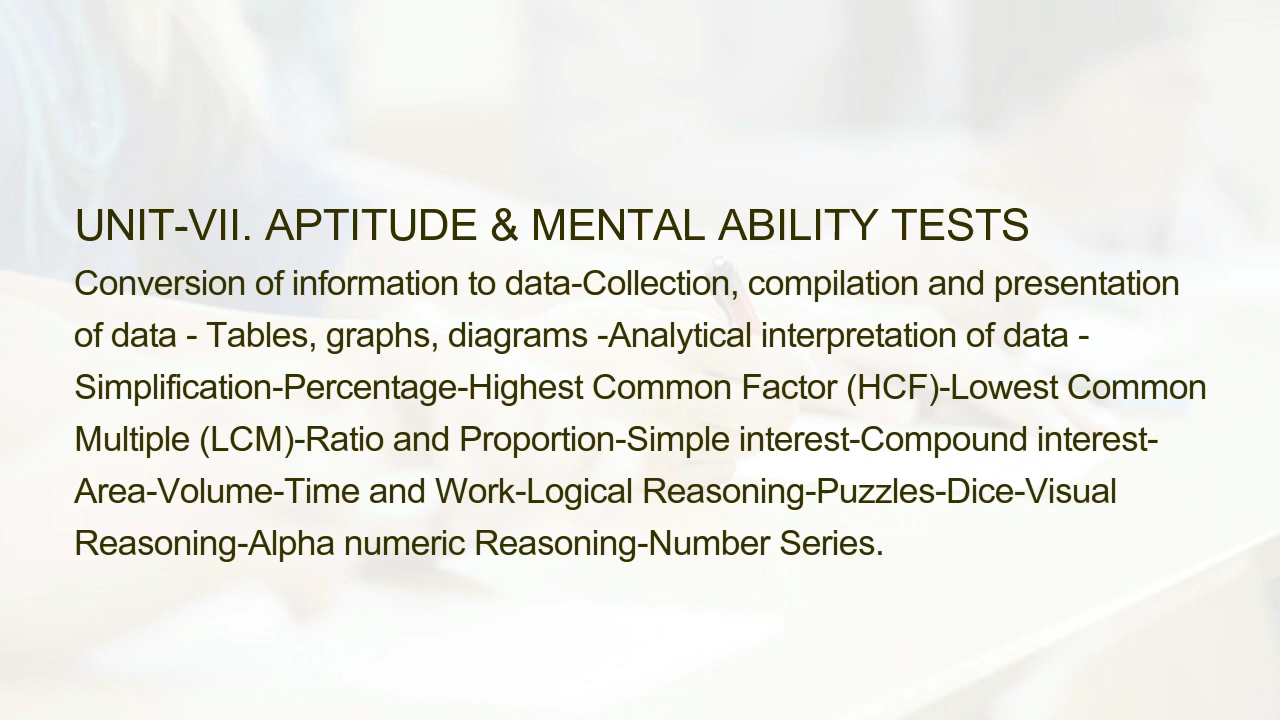 UNIT-VII. APTITUDE & MENTAL ABILITY TESTS
Conversion of information to data-Collection, compilation and presentation
of data - Tables, graphs, diagrams -Analytical interpretation of data -
Simplification-Percentage-Highest Common Factor (HCF)-Lowest Common
Multiple (LCM)-Ratio and Proportion-Simple interest-Compound interest-
Area-Volume-Time and Work-Logical Reasoning-Puzzles-Dice-Visual
Reasoning-Alpha numeric Reasoning-Number Series.